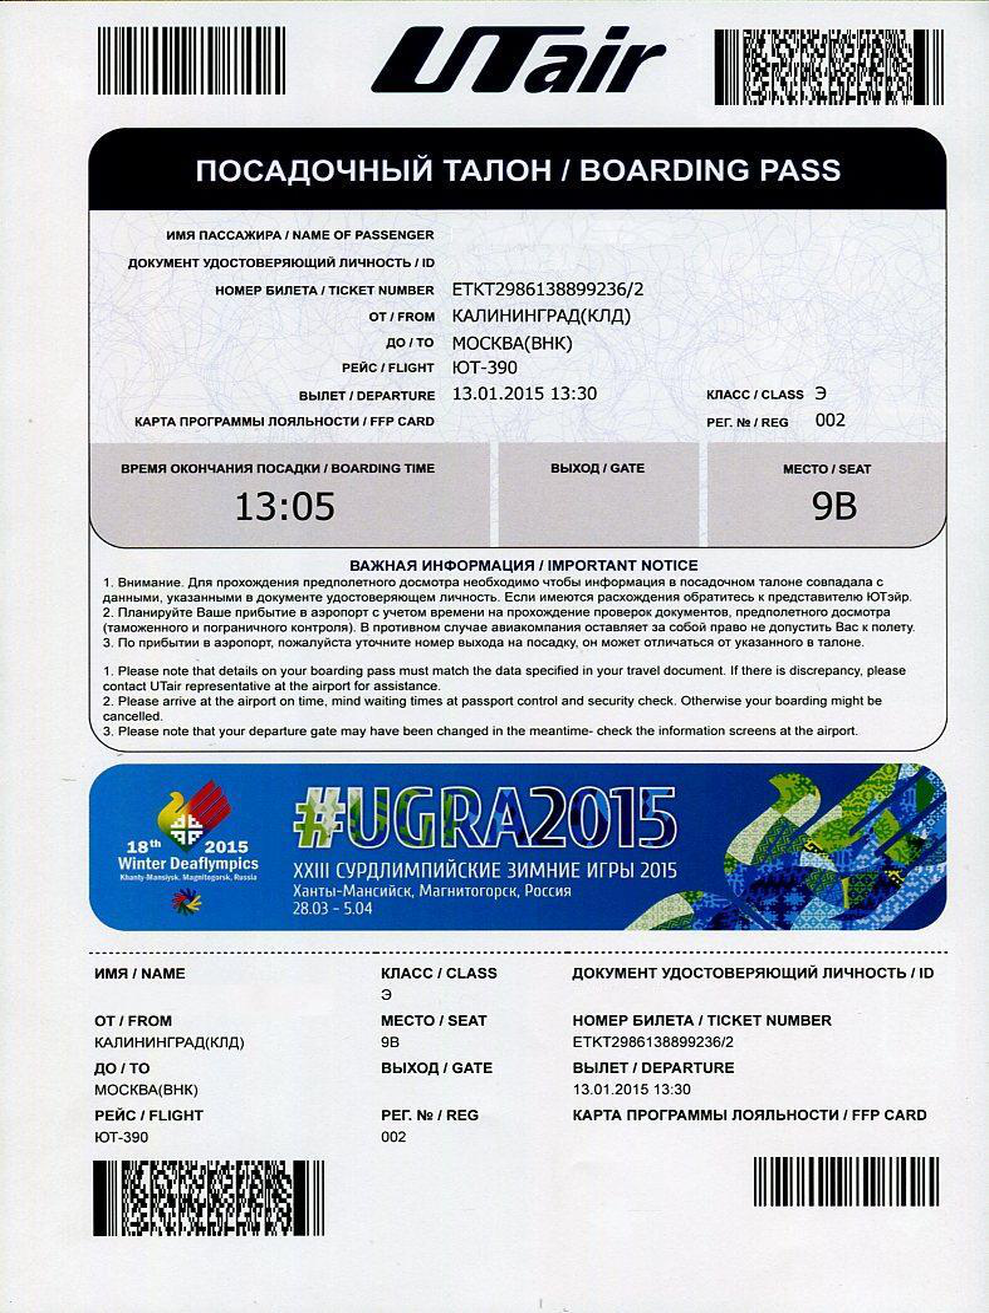 UTair
ПОСАДОЧНЫЙ ТАЛОН / BOARDING PASS
ИМЯ ПАССАЖИРА / NAME OF PASSENGER
ДОКУМЕНТ УДОСТОВЕРЯЮЩИЙ ЛИЧНОСТЬ / ID
НОМЕР БИЛЕТА / TICKET NUMBER ETKT2986138899236/2
ОТ / FROM КАЛИНИНГРАД(КЛД)
ДО / TO МОСКВА(ВНК)
РЕЙС / FLIGHT ЮТ-390
ВЫЛЕТ / DEPARTURE 13.01.2015 13:30 КЛАСС / CLASS Э
КАРТА ПРОГРАММЫ ЛОЯЛЬНОСТИ / FFP CARD РЕГ. № / REG 002
ВРЕМЯ ОКОНЧАНИЯ ПОСАДКИ / BOARDING TIME ВЫХОД / GATE МЕСТО / SEAT
13:05 9B
ВАЖНАЯ ИНФОРМАЦИЯ / IMPORTANT NOTICE
1. Внимание. Для прохождения предполетного досмотра необходимо чтобы информация в посадочном талоне совпадала с
данными, указанными в документе удостоверяющем личность. Если имеются расхождения обратитесь к представителю ЮТэйр.
2. Планируйте Ваше прибытие в аэропорт с учетом времени на прохождение проверок документов, предполетного досмотра
(таможенного и пограничного контроля). В противном случае авиакомпания оставляет за собой право не допустить Вас к полету.
3. По прибытии в аэропорт, пожалуйста уточните номер выхода на посадку, он может отличаться от указанного в талоне.
1. Please note that details on your boarding pass must match the data specified in your travel document. If there is discrepancy, please
contact UTair representative at the airport for assistance.
2. Please arrive at the airport on time, mind waiting times at passport control and security check. Otherwise your boarding might be
cancelled.
3. Please note that your departure gate may have been changed in the meantime- check the information screens at the airport.
18th 2015
Winter Deaflympics
Khanty-Mansiysk, Magnitogorsk, Russia
#UGRA2015
XXIII СУРДЛИМПИЙСКИЕ ЗИМНИЕ ИГРЫ 2015
Ханты-Мансийск, Магнитогорск, Россия
28.03 - 5.04
ИМЯ / NAME КЛАСС / CLASS ДОКУМЕНТ УДОСТОВЕРЯЮЩИЙ ЛИЧНОСТЬ / ID
Э
ОТ / FROM МЕСТО / SEAT НОМЕР БИЛЕТА / TICKET NUMBER
КАЛИНИНГРАД(КЛД) 9B ETKT2986138899236/2
ДО / TO ВЫХОД / GATE ВЫЛЕТ / DEPARTURE
МОСКВА(ВНК) 13.01.2015 13:30
РЕЙС / FLIGHT РЕГ. № / REG КАРТА ПРОГРАММЫ ЛОЯЛЬНОСТИ / FFP CARD
ЮТ-390 002